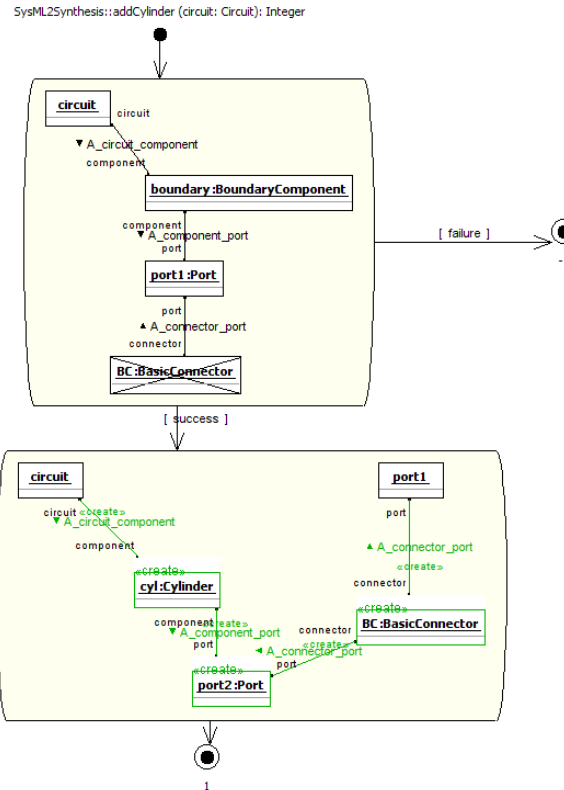 SysML2Synthesis::addCylinder (circuit: Circuit): Integer
circuit
circuit
▼ A_circuit_component
component
boundary:BoundaryComponent
component
▼ A_component_port
port
[ failure ]
port1 :Port
port
▲ A_connector_port
connector
BC:BasicConnector
[ success ]
circuit
port1
circuit «create»
▼ A_circuit_component
port
component
▲ A_connector_port
«create»
«create»
connector
cyl:Cylinder
«create»
component «create»
connector
BC:BasicConnector
▼ A_component_port
«create»
port
◄ A_connector_port
«create»
port
port2:Port
1